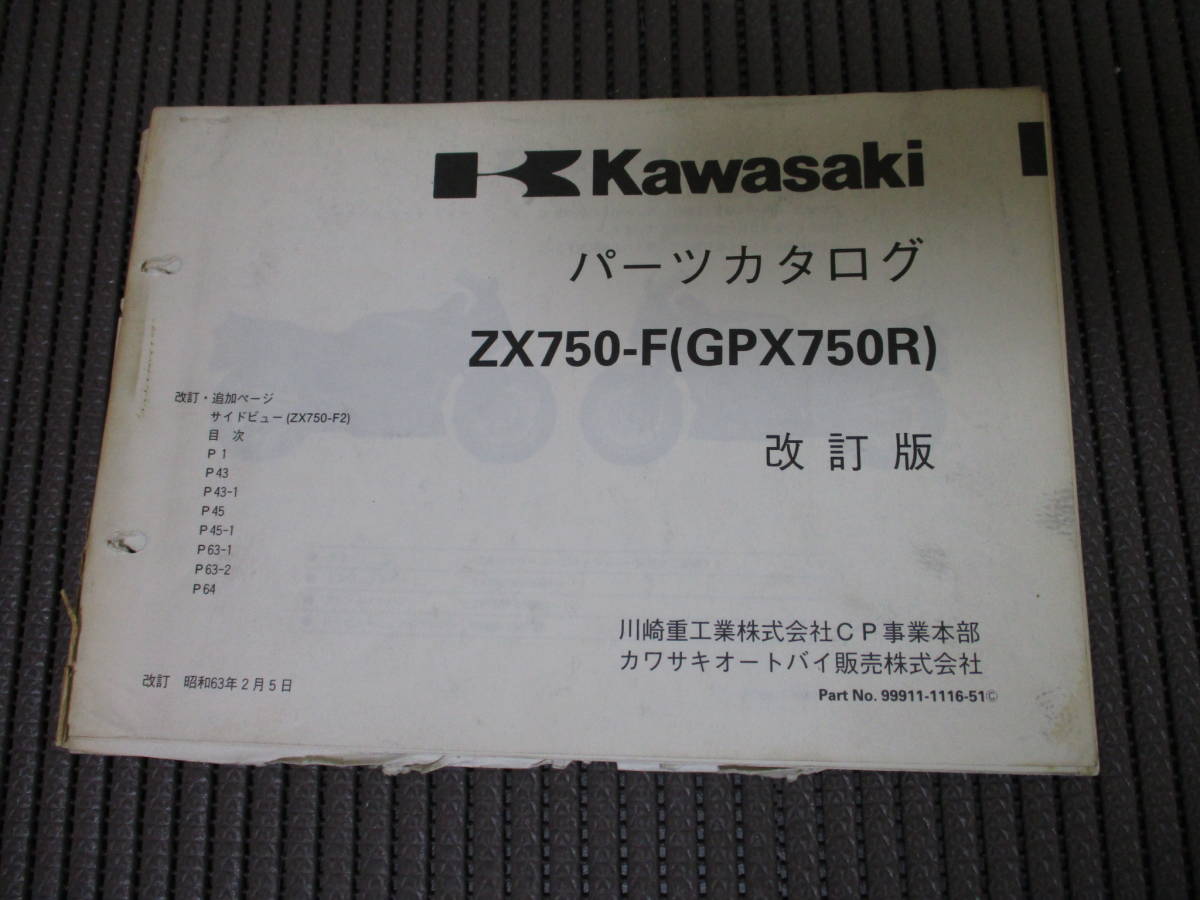 Kawasaki
パーツカタログ
ZX750-F(GPX750R)
改訂版
改訂・追加ページ
サイドビュー(ZX750-F2)
目 次
P 1
P 43
P 43-1
P 45
P 45-1
P 63-1
P 63-2
P 64
改訂 昭和63年2月5日
川崎重工業株式会社CP事業本部
カワサキオートバイ販売株式会社
Part No. 99911-1116-51©